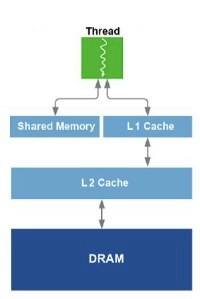 Thread
Shared Memory
L1 Cache
L2 Cache
DRAM